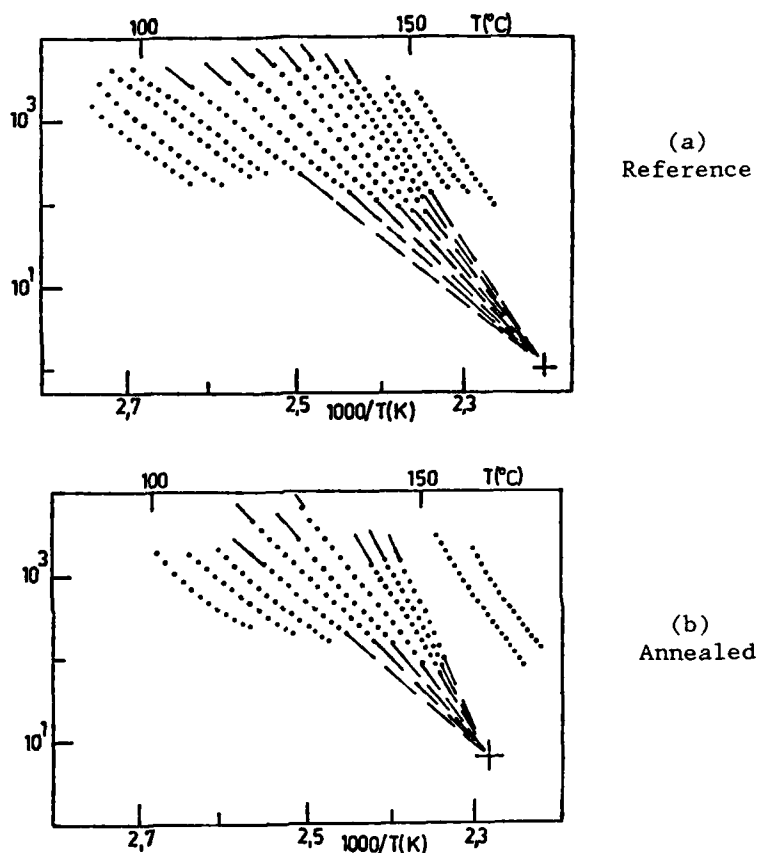 100 150 T(°C)
10³
10¹
2,7 2,5 2,3
1000/T(K)
(a)
Reference
100 150 T(°C)
10³
10¹
2,7 2,5 2,3
1000/T(K)
(b)
Annealed